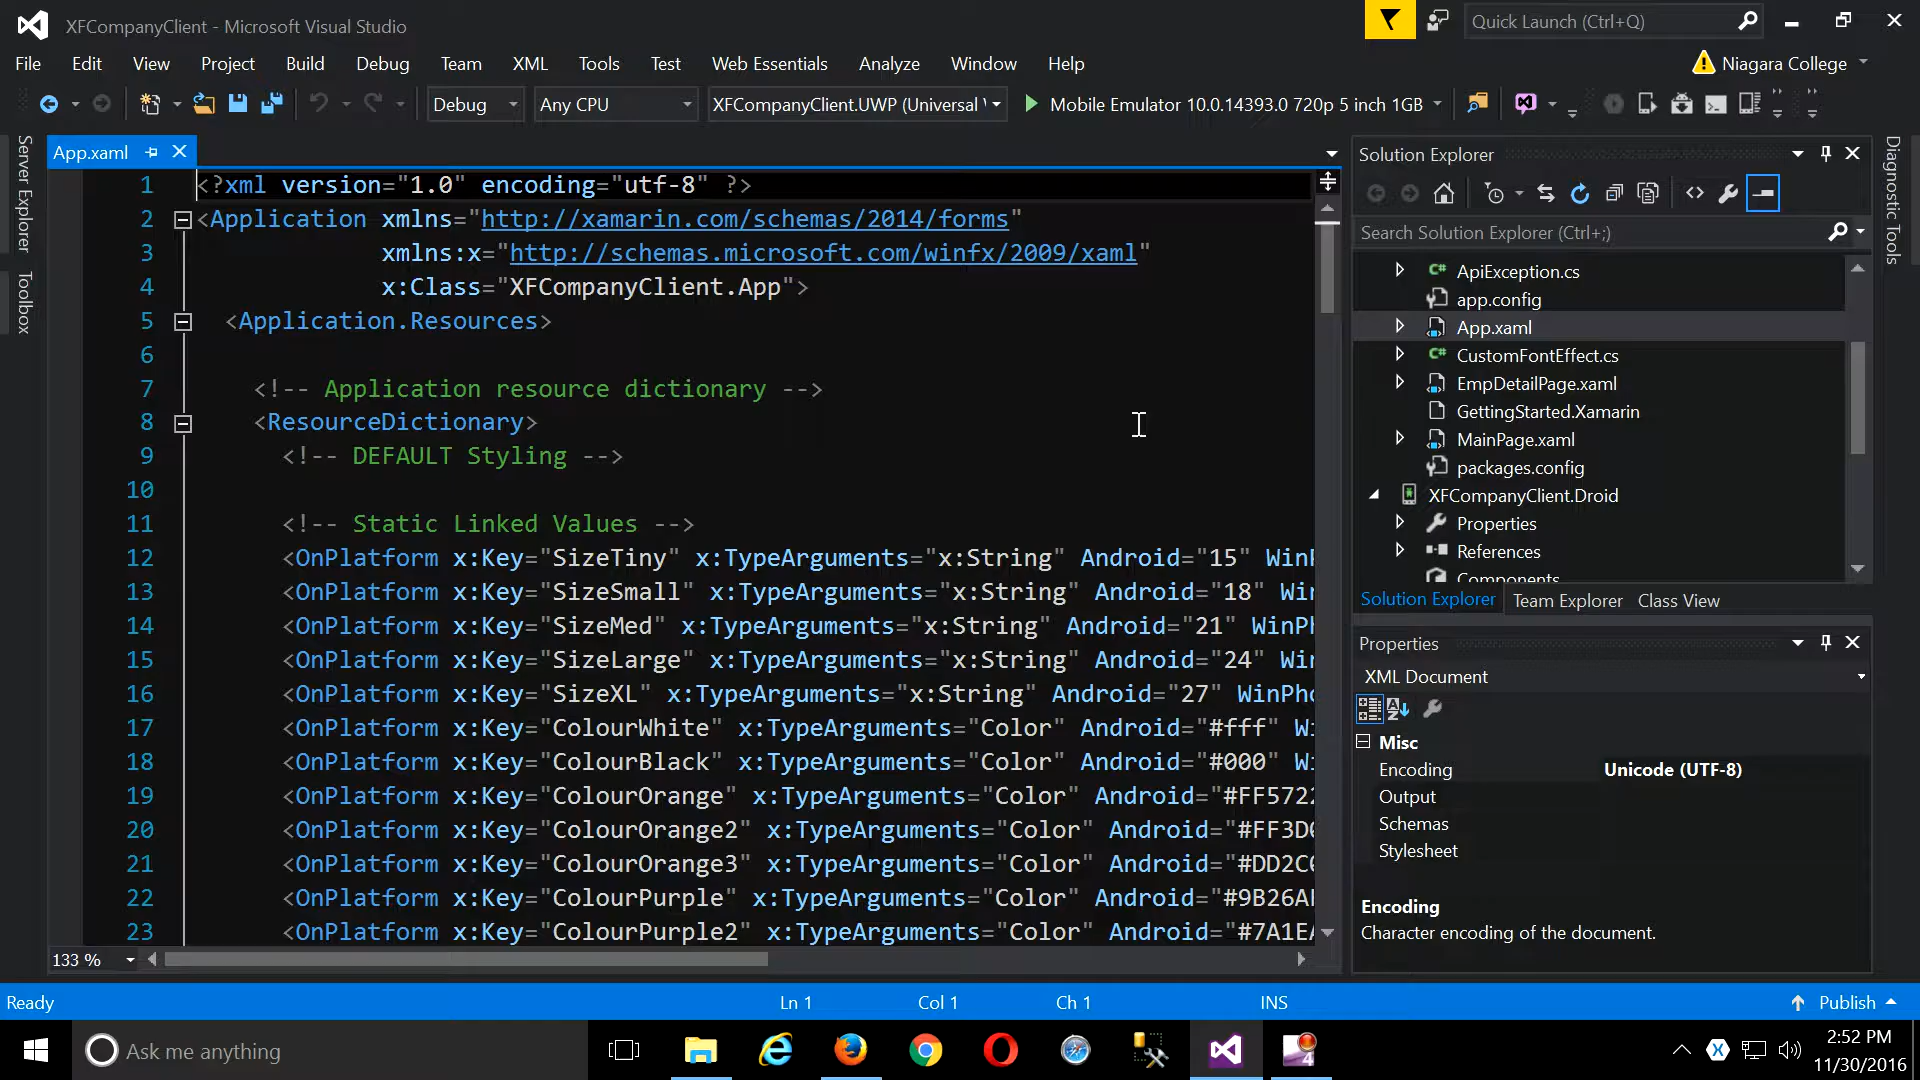 XFCompanyClient - Microsoft Visual Studio
Quick Launch (Ctrl+Q)
File Edit View Project Build Debug Team XML Tools Test Web Essentials Analyze Window Help
Niagara College
Debug Any CPU XFCompanyClient.UWP (Universal Mobile Emulator 10.0.14393.0 720p 5 inch 1GB
Server Explorer
Toolbox
App.xaml
1 <?xml version="1.0" encoding="utf-8" ?>
2 <Application xmlns="http://xamarin.com/schemas/2014/forms"
3 xmlns:x="http://schemas.microsoft.com/winfx/2009/xaml"
4 x:Class="XFCompanyClient.App">
5 <Application.Resources>
6
7 <!-- Application resource dictionary -->
8 <ResourceDictionary>
9 <!-- DEFAULT Styling -->
10
11 <!-- Static Linked Values -->
12 <OnPlatform x:Key="SizeTiny" x:TypeArguments="x:String" Android="15"
13 <OnPlatform x:Key="SizeSmall" x:TypeArguments="x:String" Android="18"
14 <OnPlatform x:Key="SizeMed" x:TypeArguments="x:String" Android="21"
15 <OnPlatform x:Key="SizeLarge" x:TypeArguments="x:String" Android="24"
16 <OnPlatform x:Key="SizeXL" x:TypeArguments="x:String" Android="27"
17 <OnPlatform x:Key="ColourWhite" x:TypeArguments="Color" Android="#fff"
18 <OnPlatform x:Key="ColourBlack" x:TypeArguments="Color" Android="#000"
19 <OnPlatform x:Key="ColourOrange" x:TypeArguments="Color" Android="#FF5722
20 <OnPlatform x:Key="ColourOrange2" x:TypeArguments="Color" Android="#FF3D
21 <OnPlatform x:Key="ColourOrange3" x:TypeArguments="Color" Android="#DD2C
22 <OnPlatform x:Key="ColourPurple" x:TypeArguments="Color" Android="#9B26A
23 <OnPlatform x:Key="ColourPurple2" x:TypeArguments="Color" Android="#7A1EA
133 %
Solution Explorer
Search Solution Explorer (Ctrl+;)
ApiException.cs
app.config
App.xaml
CustomFontEffect.cs
EmpDetailPage.xaml
GettingStarted.Xamarin
MainPage.xaml
packages.config
XFCompanyClient.Droid
Properties
References
Components
Solution Explorer Team Explorer Class View
Properties
XML Document
Misc
Encoding Unicode (UTF-8)
Output
Schemas
Stylesheet
Encoding
Character encoding of the document.
Diagnostic Tools
Ready Ln 1 Col 1 Ch 1 INS Publish
Ask me anything
2:52 PM
11/30/2016